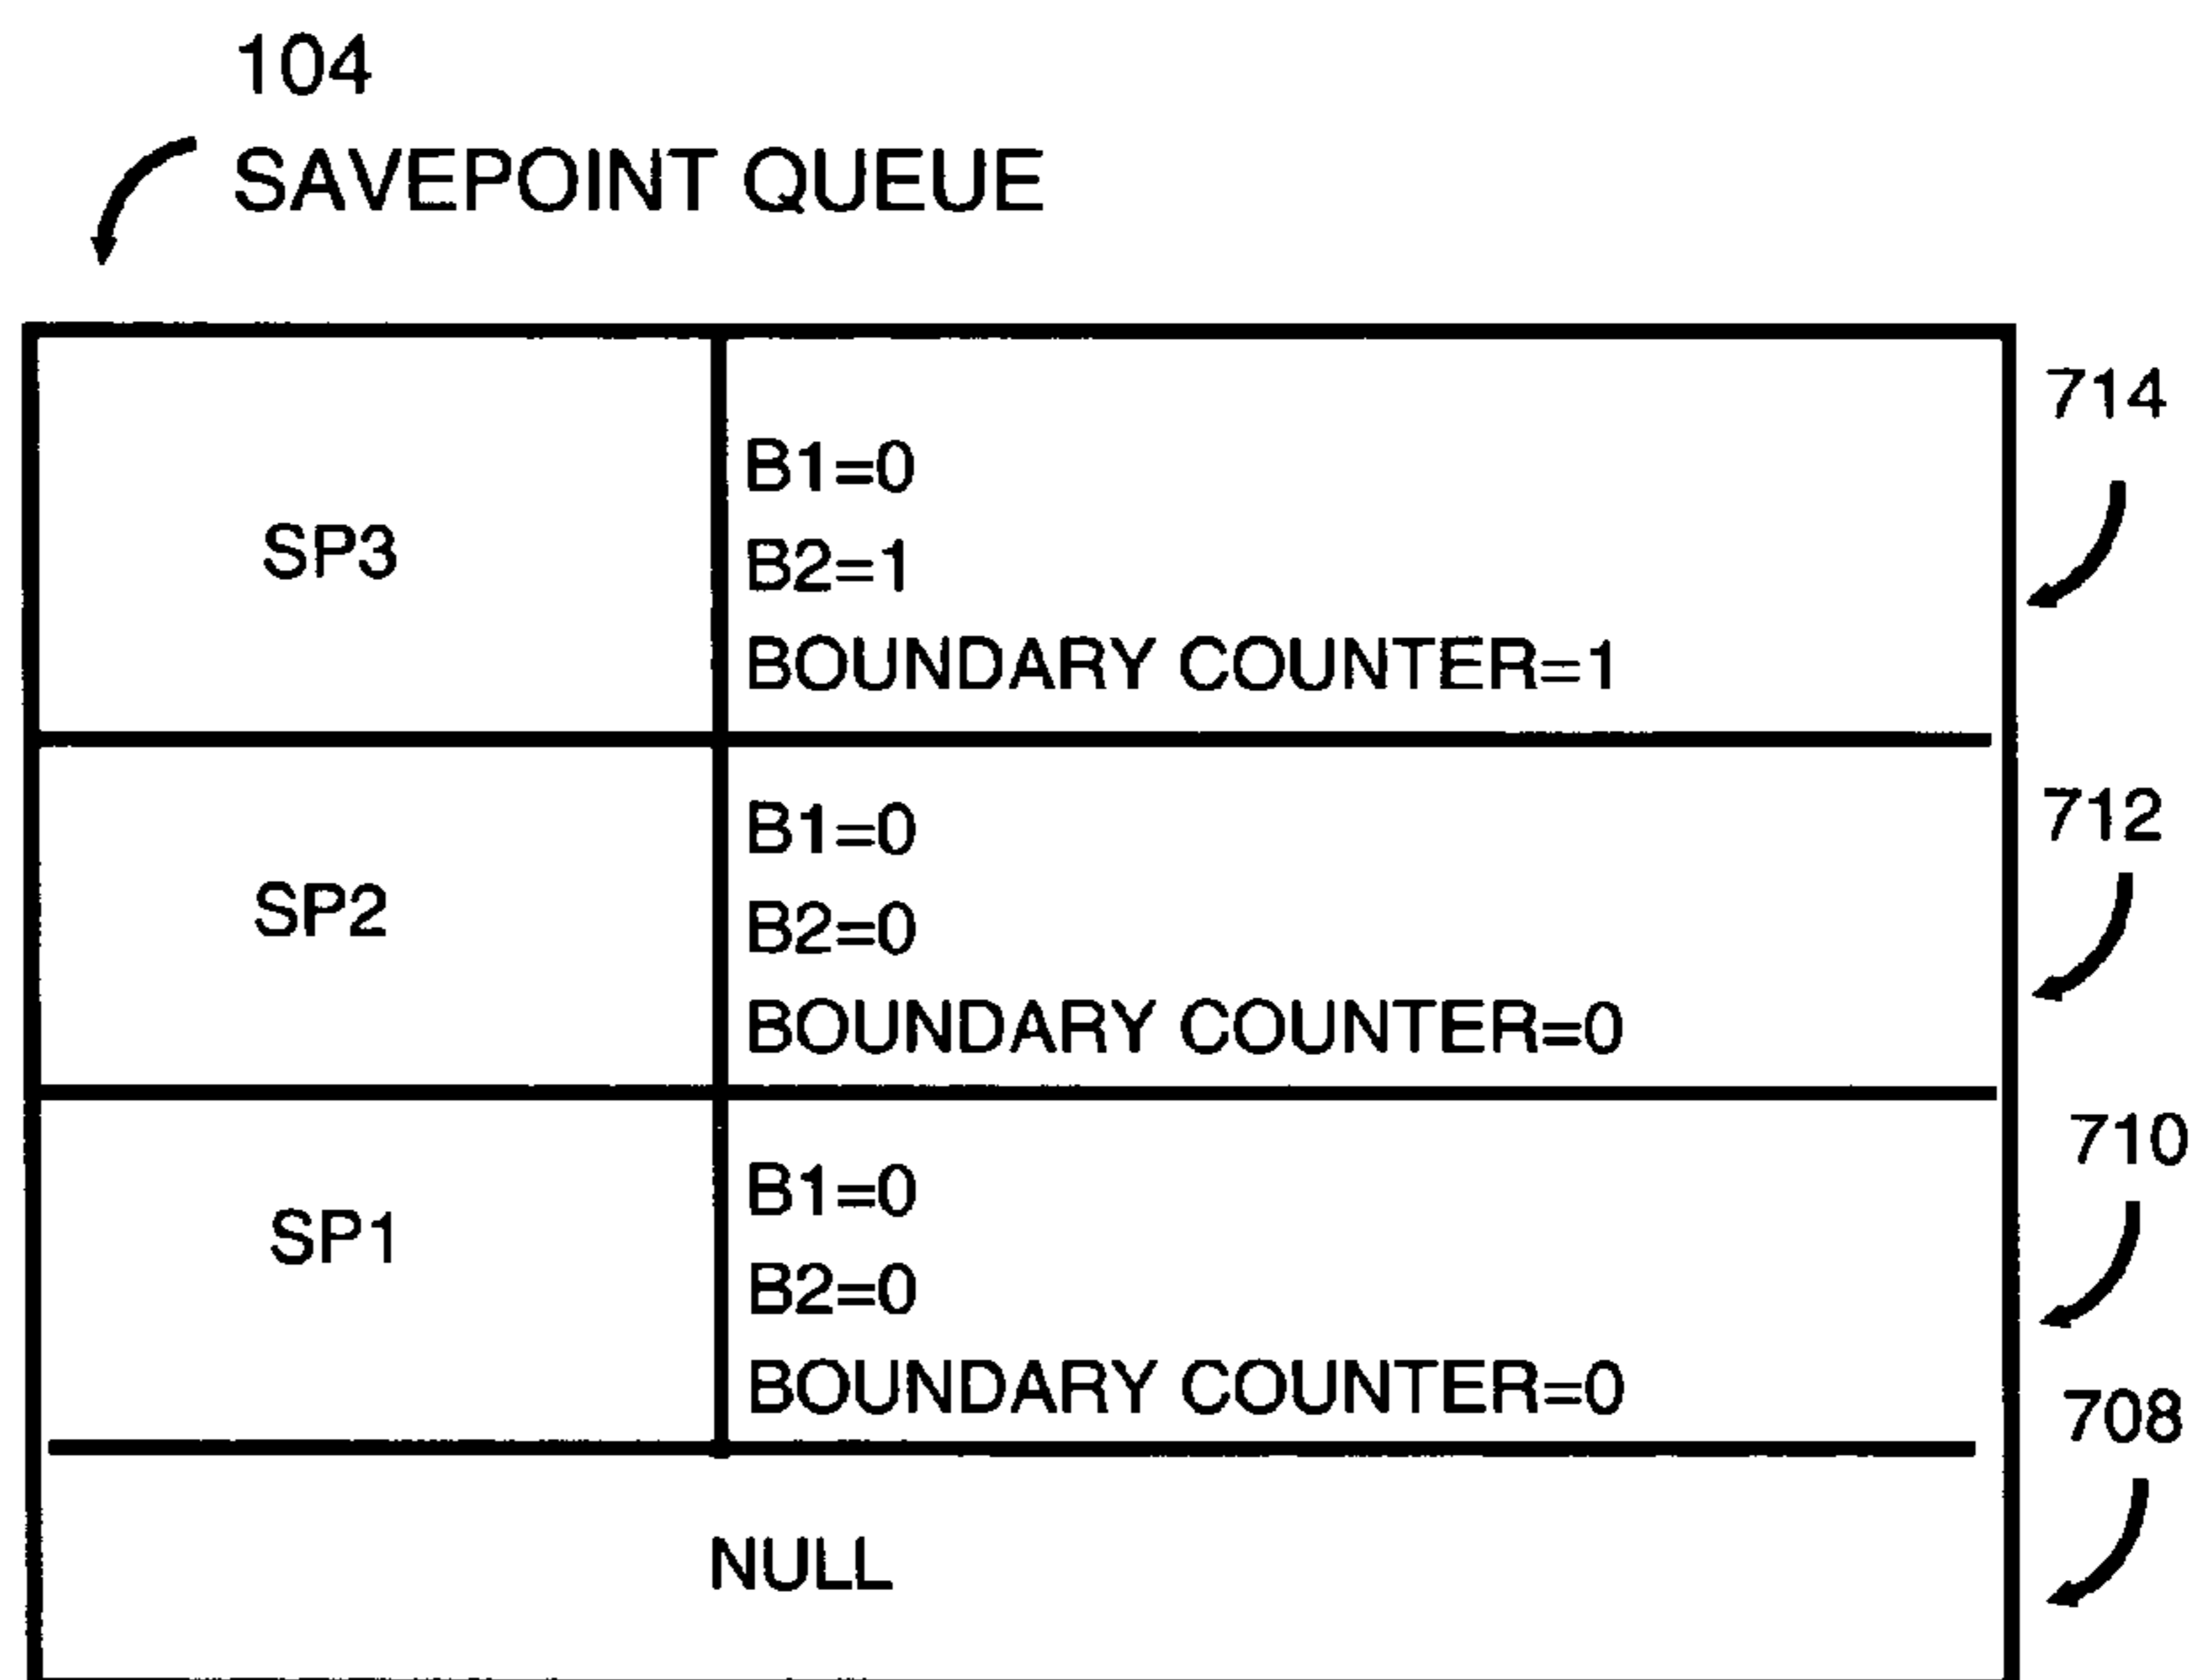 104
SAVEPOINT QUEUE
714
B1=0
SP3
B2=1
BOUNDARY COUNTER=1
712
B1=0
SP2
B2=0
BOUNDARY COUNTER=0
710
B1=0
SP1
B2=0
BOUNDARY COUNTER=0
708
NULL